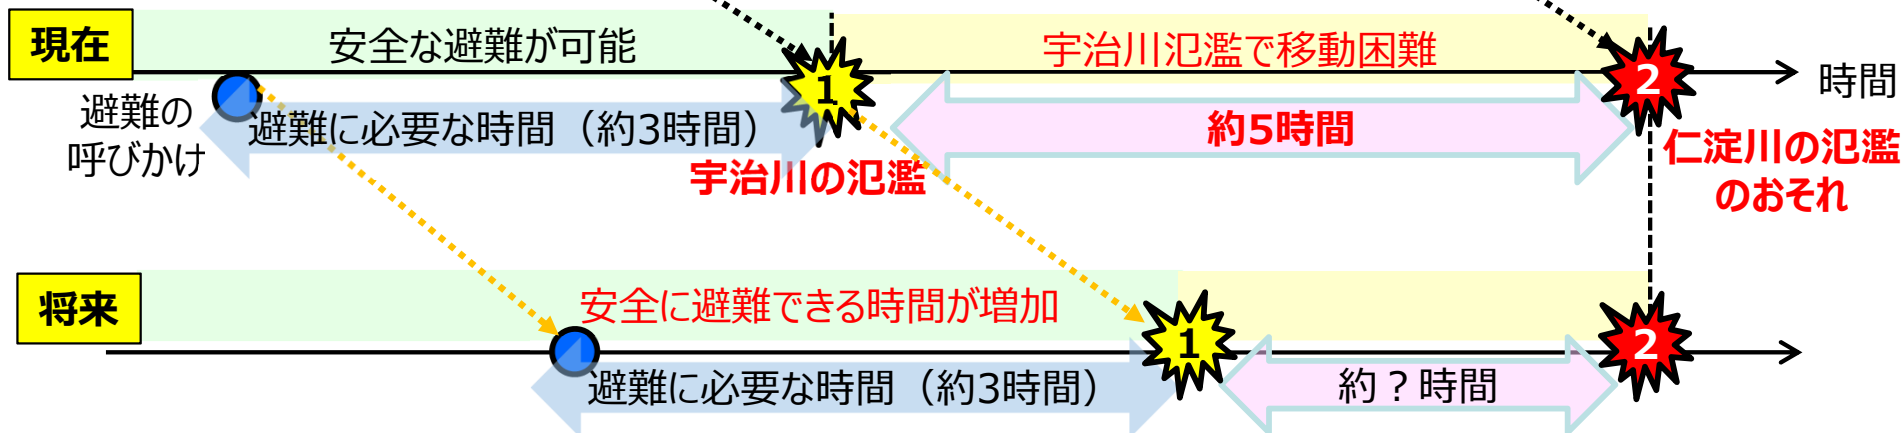 現在
安全な避難が可能
宇治川氾濫で移動困難
1
2
時間
避難の
呼びかけ
避難に必要な時間（約3時間）
約5時間
宇治川の氾濫
仁淀川の氾濫
のおそれ
将来
安全に避難できる時間が増加
1
2
避難に必要な時間（約3時間）
約？時間